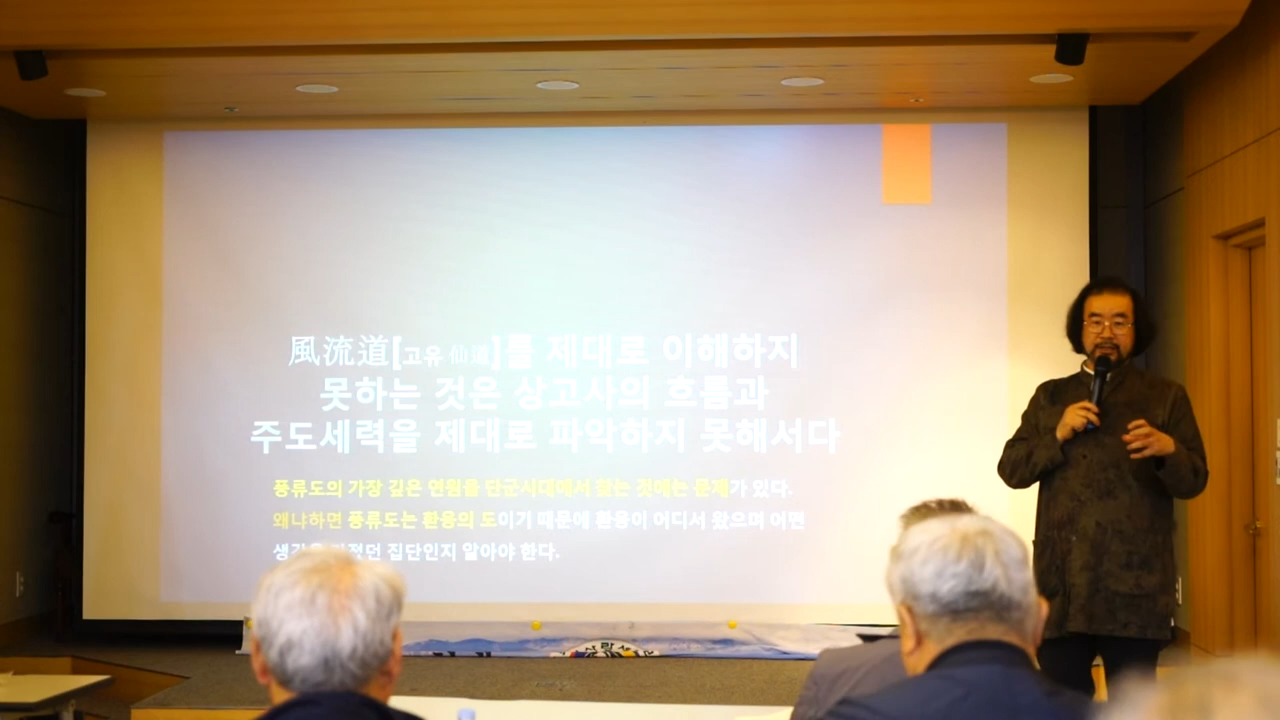 風流道[고유 仙道]를 제대로 이해하지
못하는 것은 상고사의 흐름과
주도세력을 제대로 파악하지 못해서다
풍류도의 가장 깊은 연원을 단군시대에서 찾는 것에는 문제가 있다.
왜냐하면 풍류도는 환웅의 도이기 때문에 환웅이 어디서 왔으며 어떤
던 집단인지 알아야 한다.